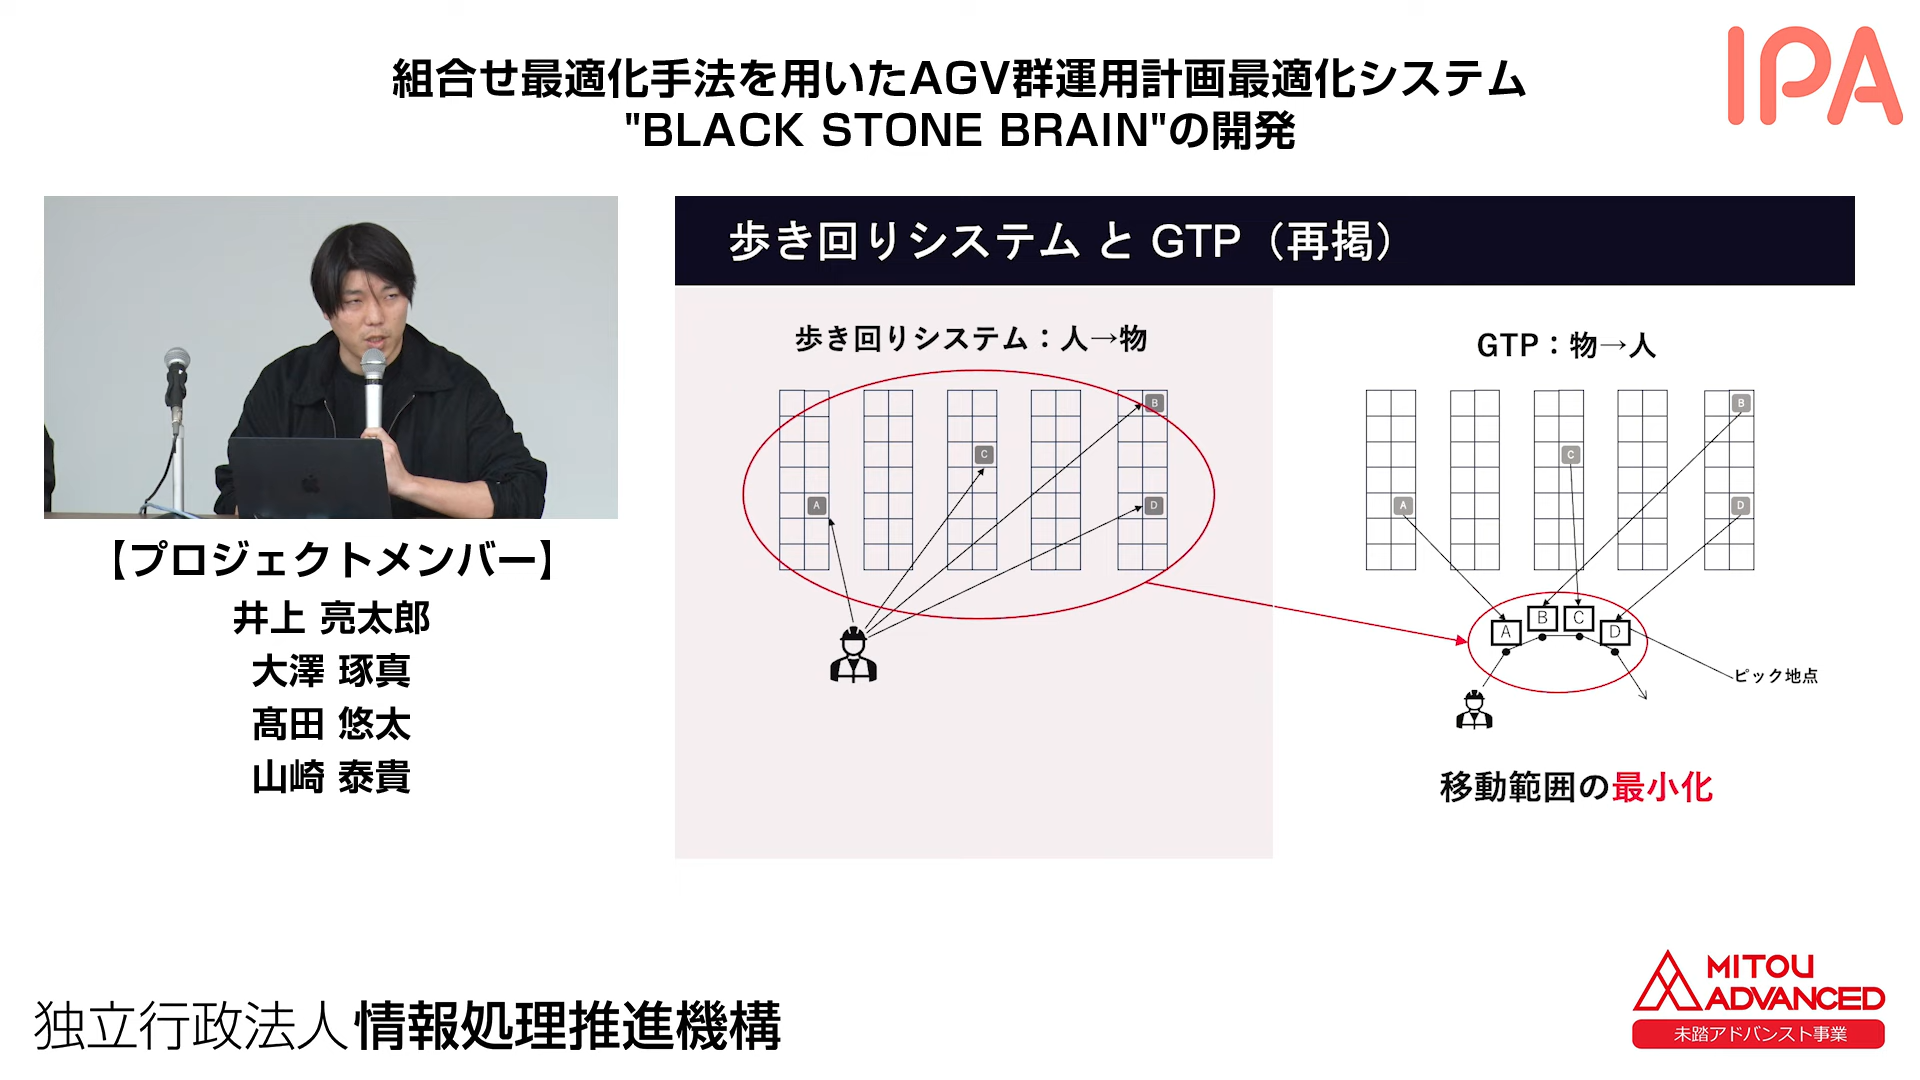 組合せ最適化手法を用いたAGV群運用計画最適化システム
"BLACK STONE BRAIN"の開発
IPA
歩き回りシステム と GTP（再掲）
歩き回りシステム：人→物
B
C
A
D
GTP：物→人
B
C
A
D
A
B
C
D
ピック地点
移動範囲の最小化
【プロジェクトメンバー】
井上 亮太郎
大澤 琢真
髙田 悠太
山崎 泰貴
独立行政法人情報処理推進機構
MITOU
ADVANCED
未踏アドバンスト事業